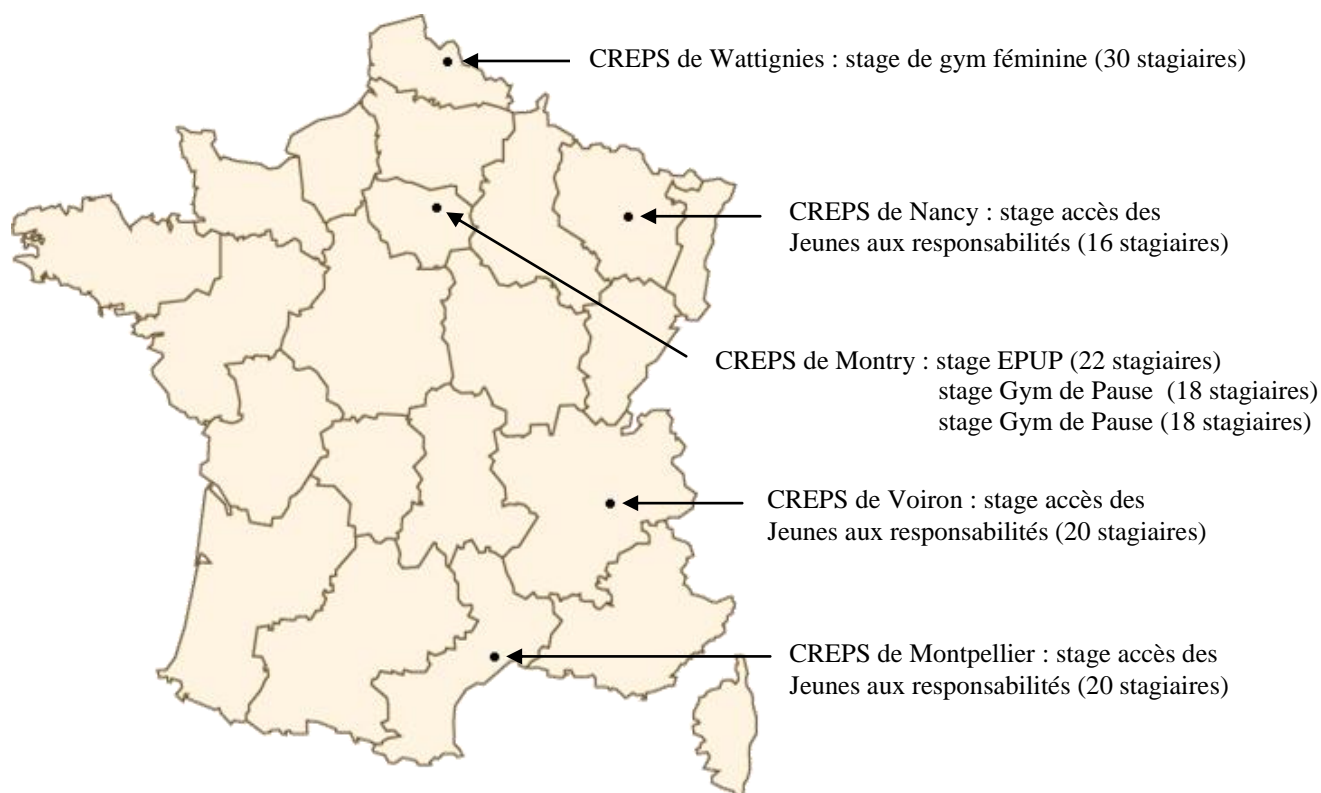 CREPS de Wattignies : stage de gym féminine (30 stagiaires)
CREPS de Nancy : stage accès des
Jeunes aux responsabilités (16 stagiaires)
CREPS de Montry : stage EPUP (22 stagiaires)
stage Gym de Pause (18 stagiaires)
stage Gym de Pause (18 stagiaires)
CREPS de Voiron : stage accès des
Jeunes aux responsabilités (20 stagiaires)
CREPS de Montpellier : stage accès des
Jeunes aux responsabilités (20 stagiaires)